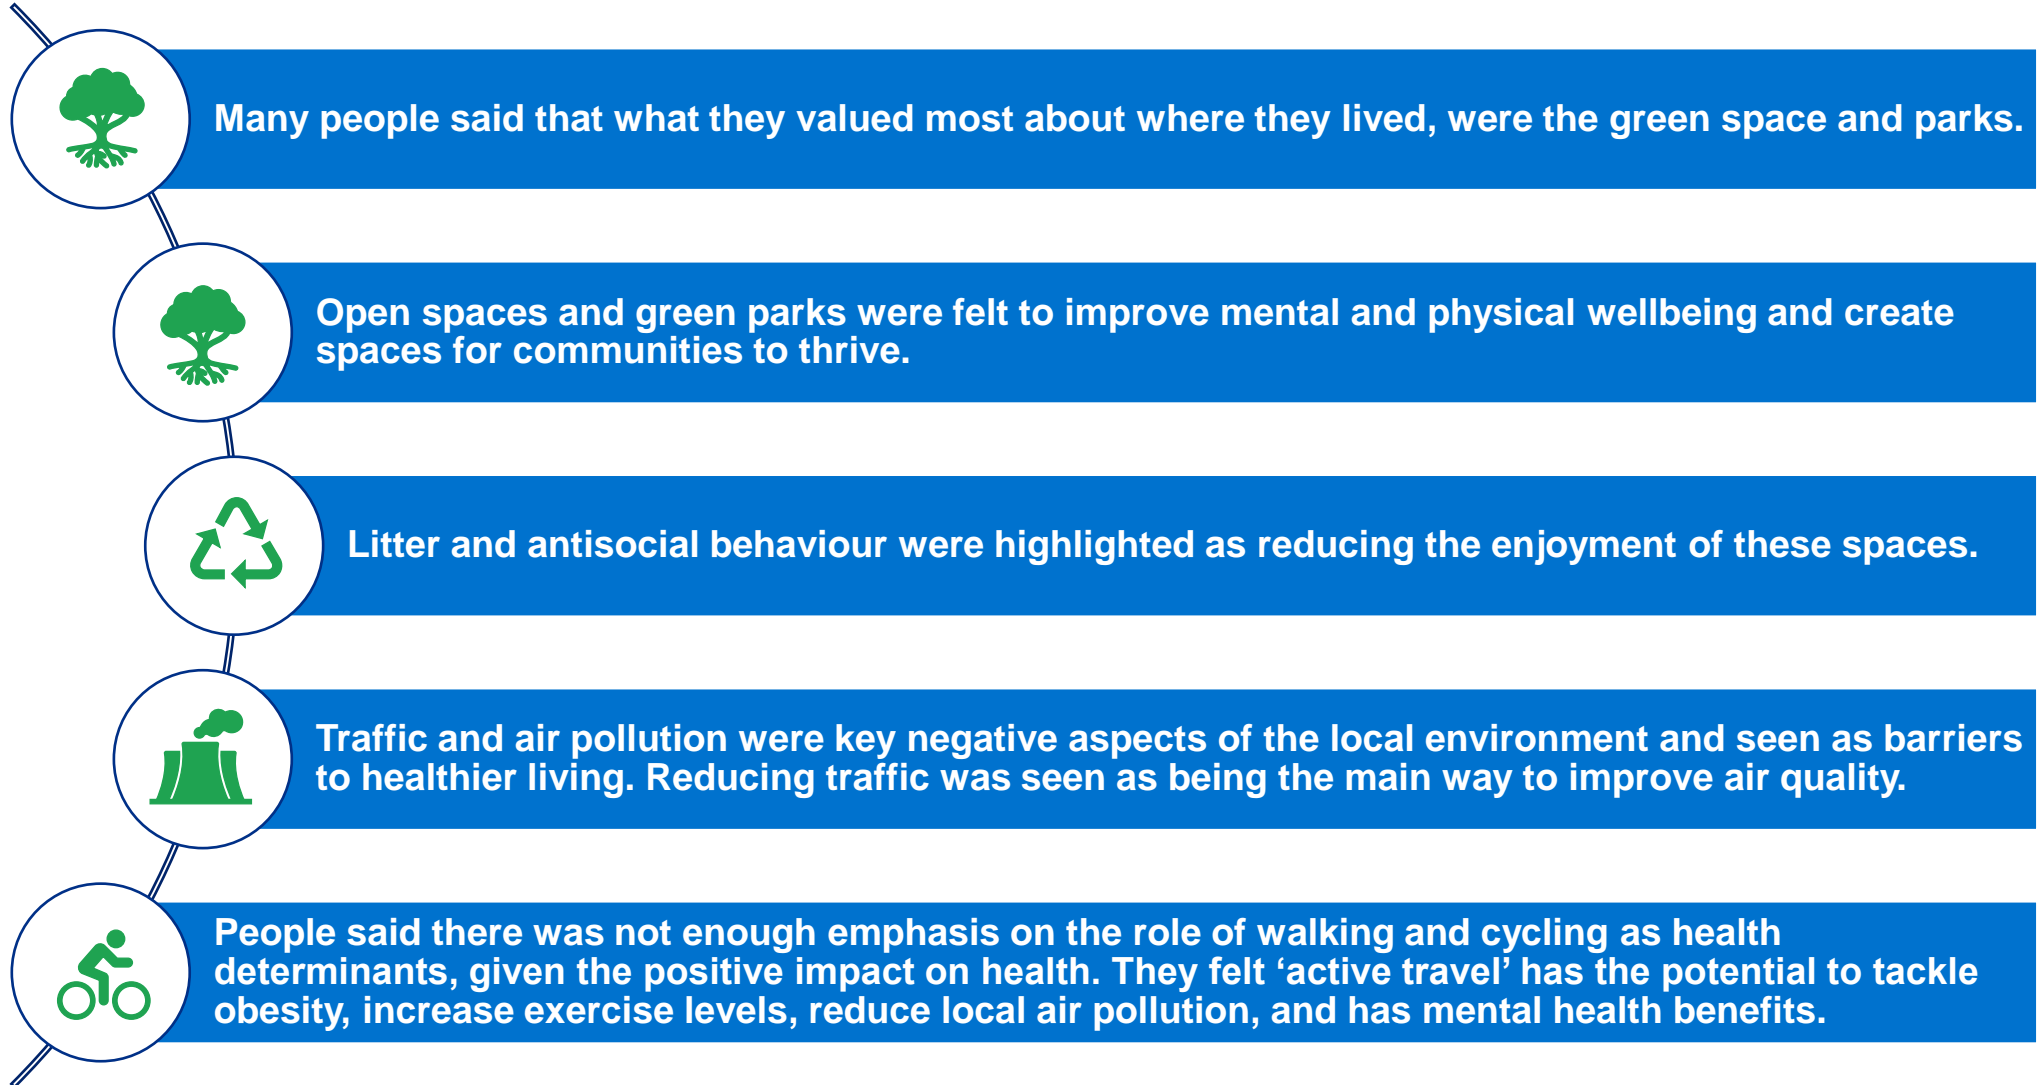 Many people said that what they valued most about where they lived, were the green space and parks.
Open spaces and green parks were felt to improve mental and physical wellbeing and create
spaces for communities to thrive.
Litter and antisocial behaviour were highlighted as reducing the enjoyment of these spaces.
Traffic and air pollution were key negative aspects of the local environment and seen as barriers
to healthier living. Reducing traffic was seen as being the main way to improve air quality.
People said there was not enough emphasis on the role of walking and cycling as health
determinants, given the positive impact on health. They felt ‘active travel’ has the potential to tackle
obesity, increase exercise levels, reduce local air pollution, and has mental health benefits.